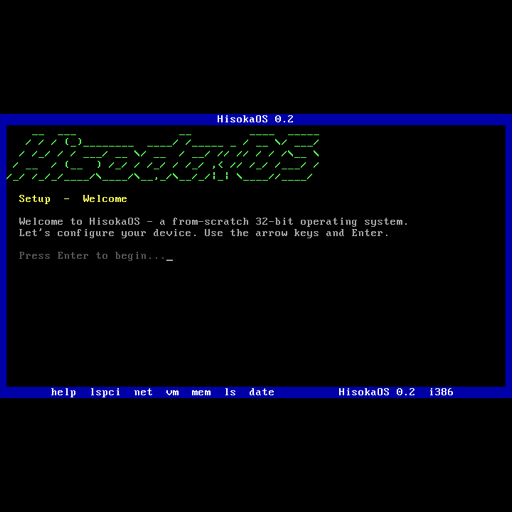 HisokaOS 0.2
HisokaOS
Setup - Welcome
Welcome to HisokaOS - a from-scratch 32-bit operating system.
Let's configure your device. Use the arrow keys and Enter.
Press Enter to begin..._
help lspci net vm mem ls date HisokaOS 0.2 i386